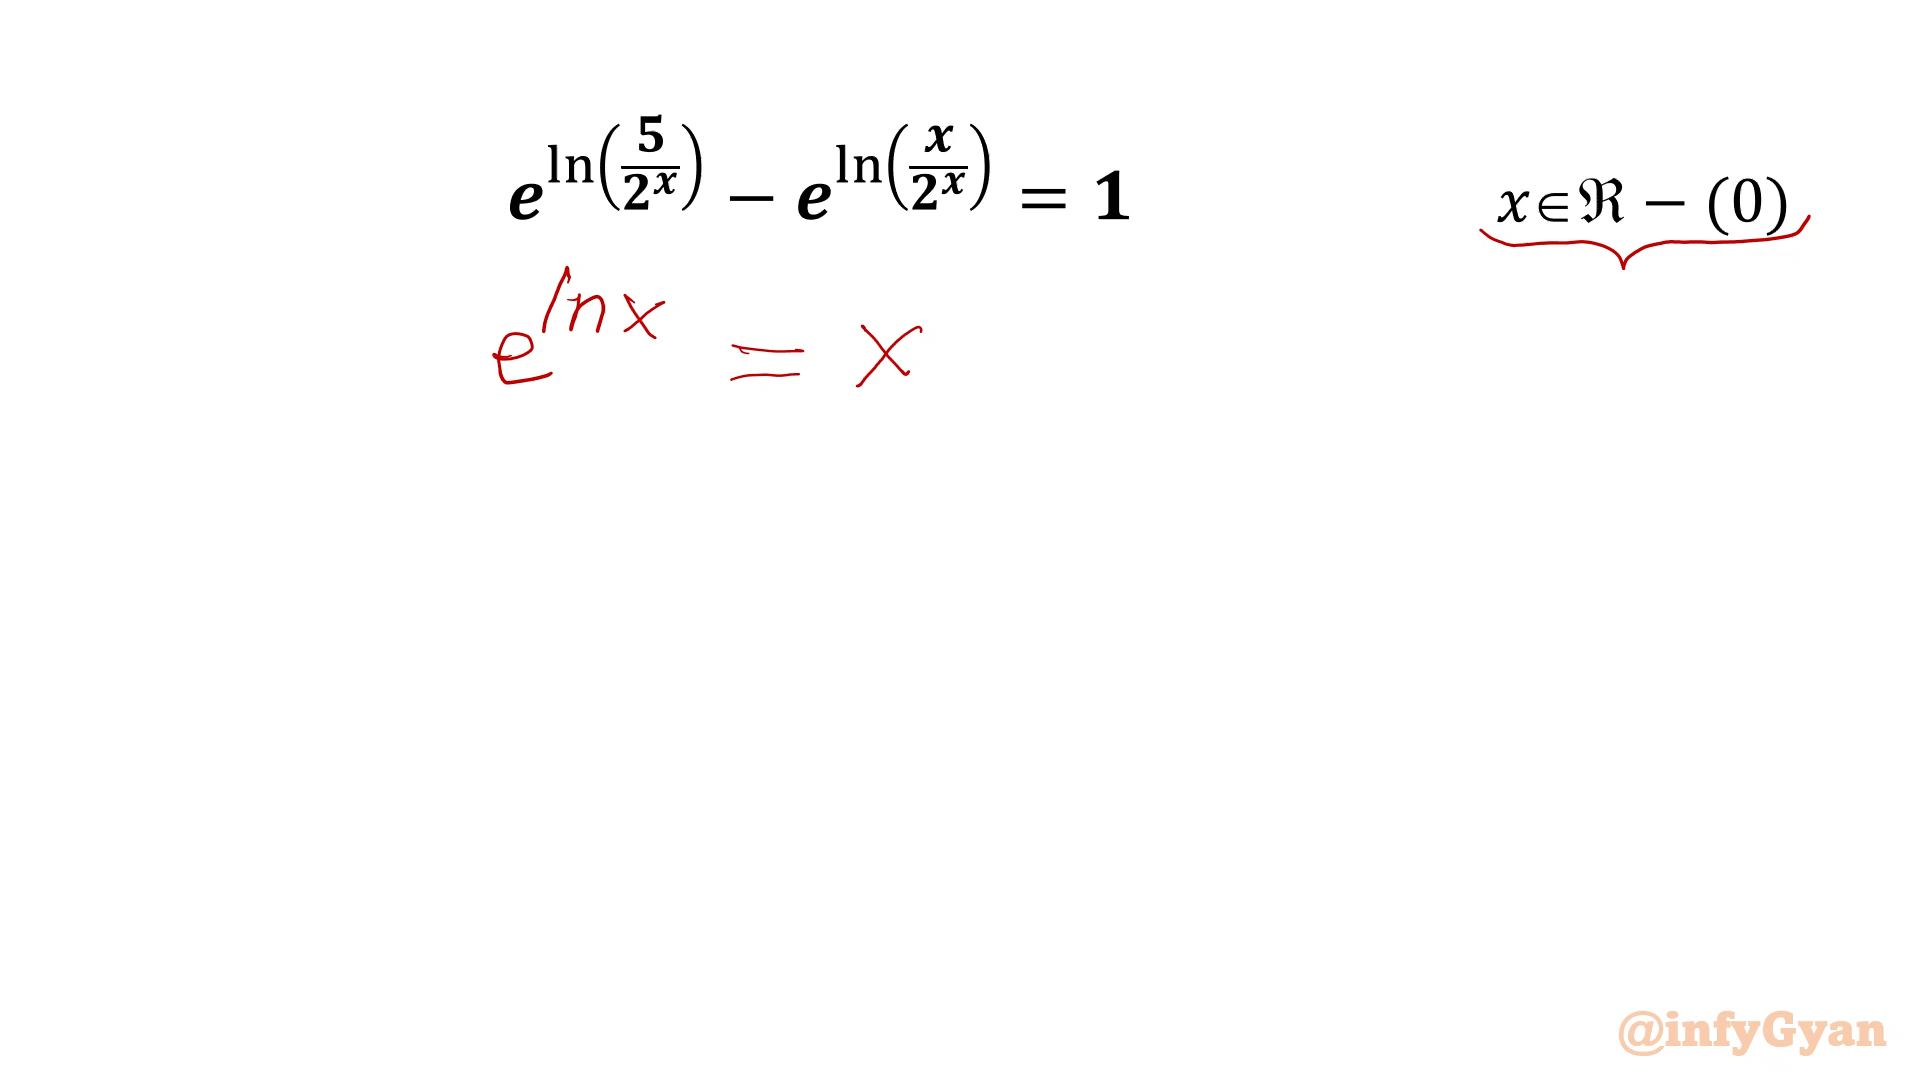 e^{ln(5/2^x)} − e^{ln(x/2^x)} = 1
x∈ℜ − (0)
e^{ln x} = x
@infyGyan